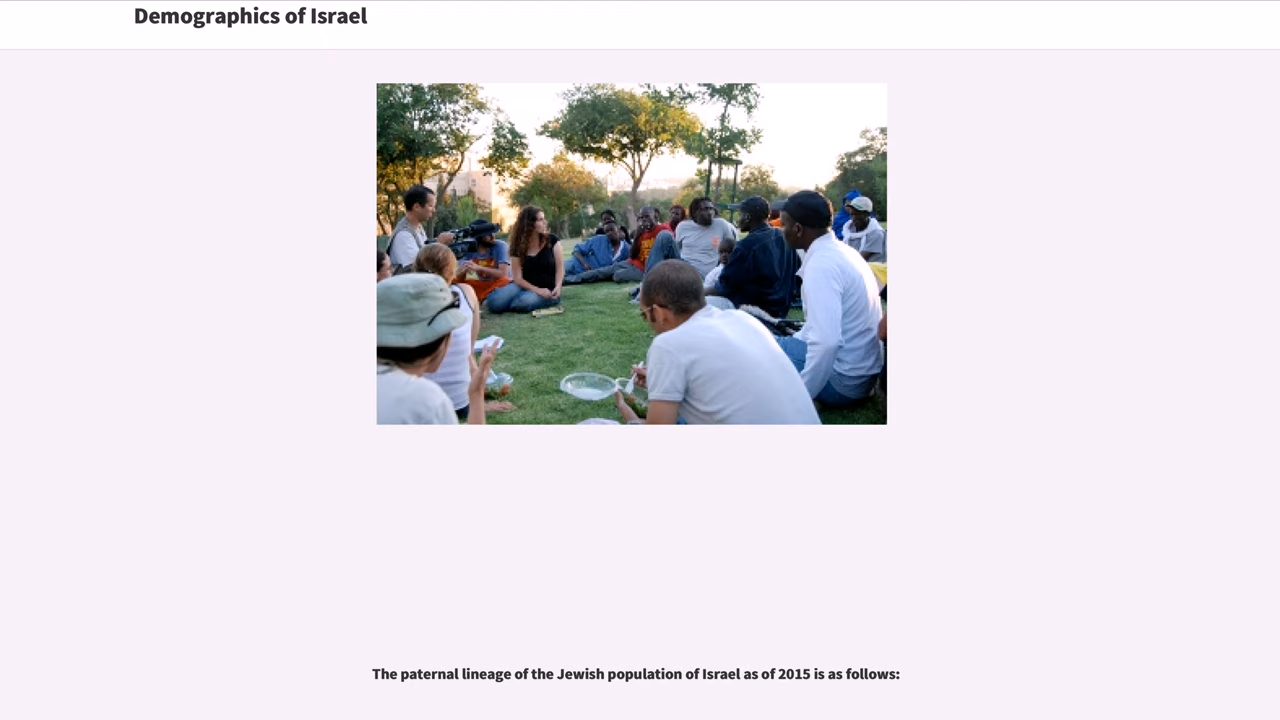 Demographics of Israel
The paternal lineage of the Jewish population of Israel as of 2015 is as follows: